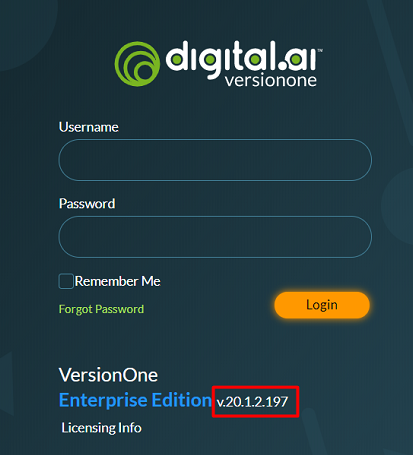 digital.ai™
versionone
Username
Password
Remember Me
Forgot Password
Login
VersionOne
Enterprise Edition v.20.1.2.197
Licensing Info